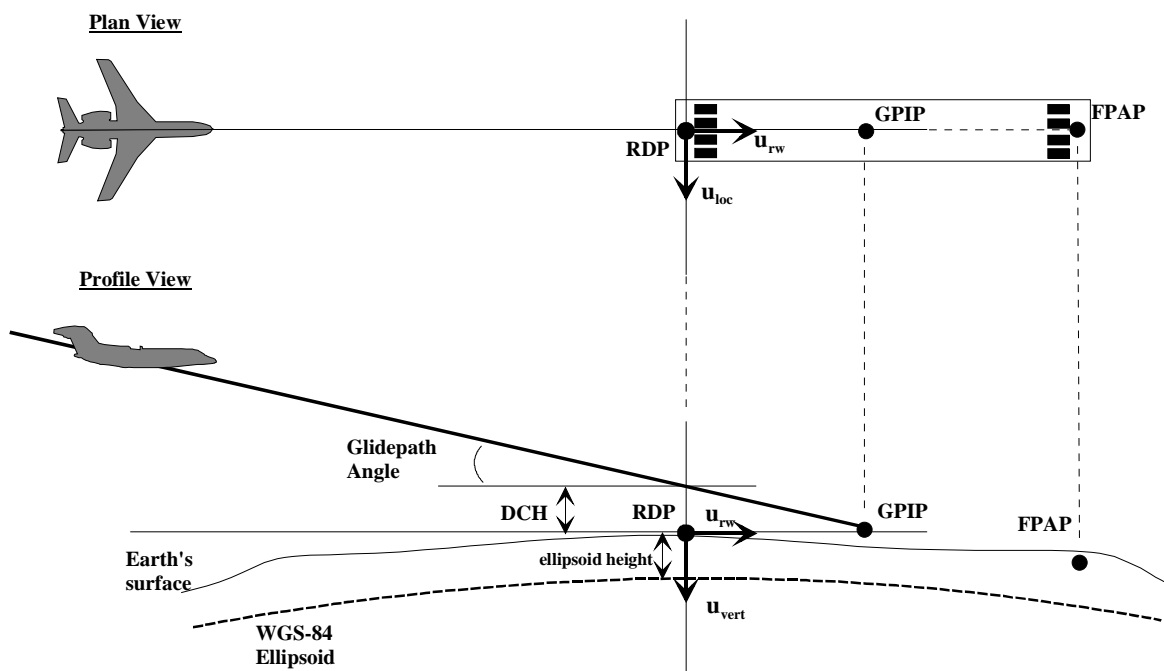 Plan View
GPIP
FPAP
RDP
u_rw
u_loc
Profile View
Glidepath
Angle
DCH
RDP
u_rw
GPIP
FPAP
Earth's
surface
ellipsoid height
u_vert
WGS-84
Ellipsoid